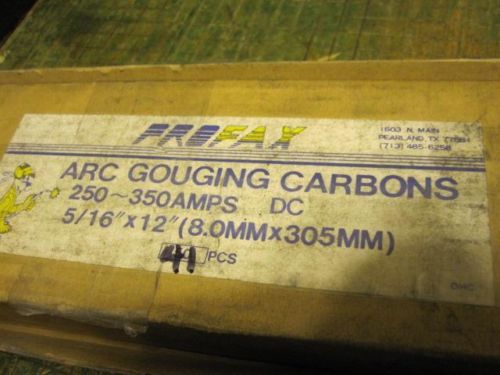 PROFAX
1603 N. MAIN
PEARLAND, TX 77581
(713) 485-6258
ARC GOUGING CARBONS
250~350AMPS DC
5/16"x12"(8.0MMx305MM)
41 PCS